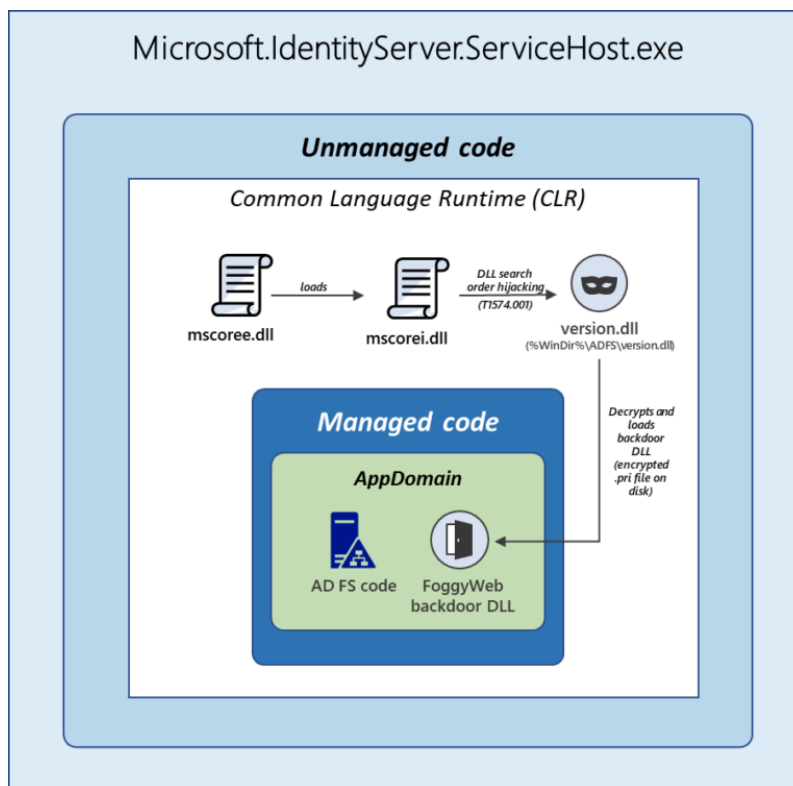 Microsoft.IdentityServer.ServiceHost.exe
Unmanaged code
Common Language Runtime (CLR)
mscoree.dll
loads
mscorei.dll
DLL search
order hijacking
(T1574.001)
version.dll
(%WinDir%\ADFS\version.dll)
Decrypts and
loads
backdoor
DLL
(encrypted
.pri file on
disk)
Managed code
AppDomain
AD FS code
FoggyWeb
backdoor DLL